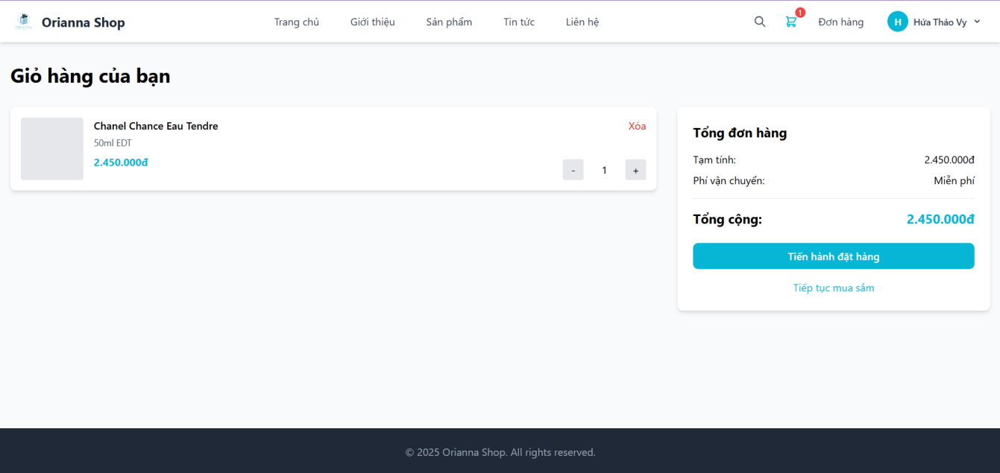 Orianna Shop
Trang chủ
Giới thiệu
Sản phẩm
Tin tức
Liên hệ
1
Đơn hàng
H
Hứa Thảo Vy
Giỏ hàng của bạn
Chanel Chance Eau Tendre
Xóa
50ml EDT
2.450.000đ
- 1 +
Tổng đơn hàng
Tạm tính: 2.450.000đ
Phí vận chuyển: Miễn phí
Tổng cộng: 2.450.000đ
Tiến hành đặt hàng
Tiếp tục mua sắm
© 2025 Orianna Shop. All rights reserved.